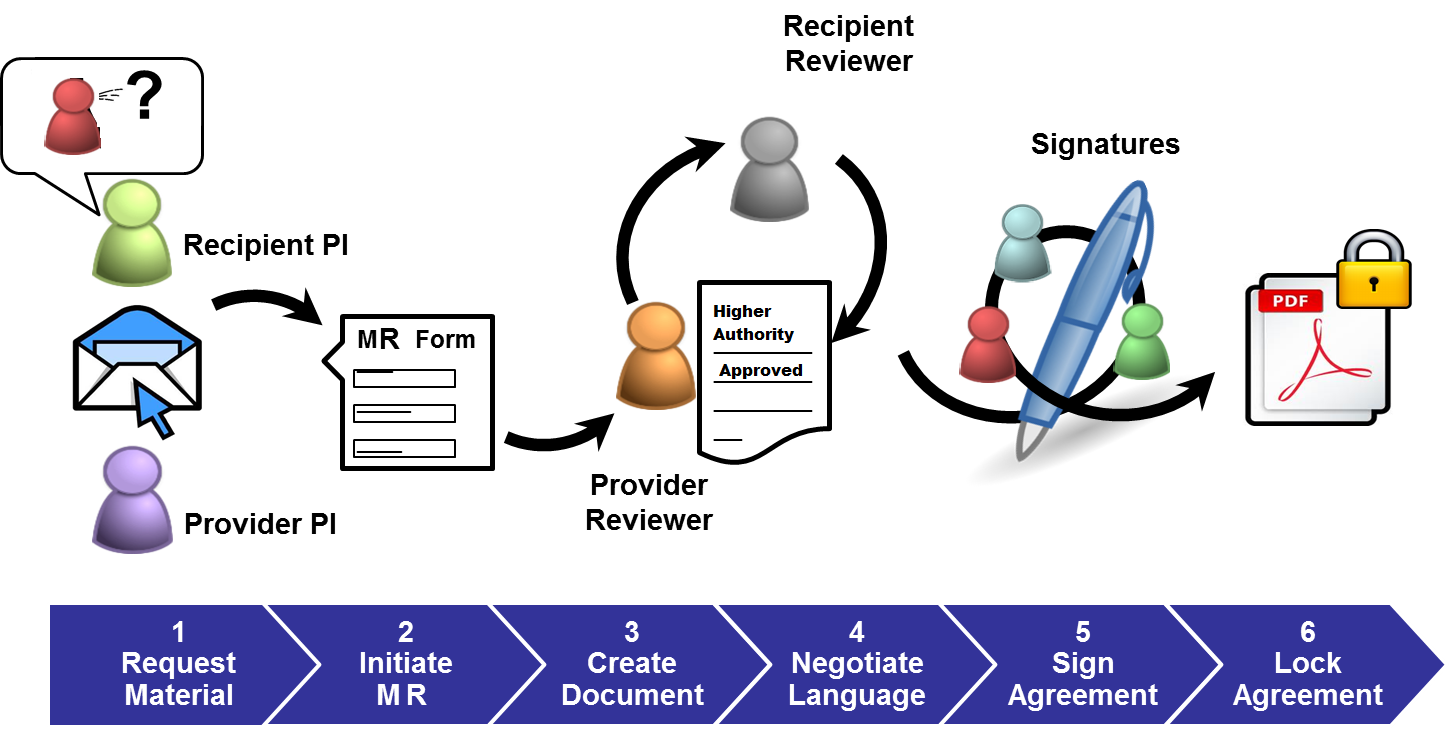 Recipient
Reviewer
?
Signatures
Recipient PI
PDF
Higher
Authority
Approved
MR Form
Provider
Reviewer
Provider PI
1
Request
Material
2
Initiate
M R
3
Create
Document
4
Negotiate
Language
5
Sign
Agreement
6
Lock
Agreement